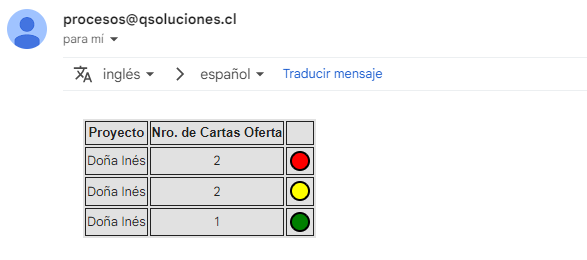 procesos@qsoluciones.cl
para mí
inglés español Traducir mensaje
Proyecto Nro. de Cartas Oferta
Doña Inés 2
Doña Inés 2
Doña Inés 1